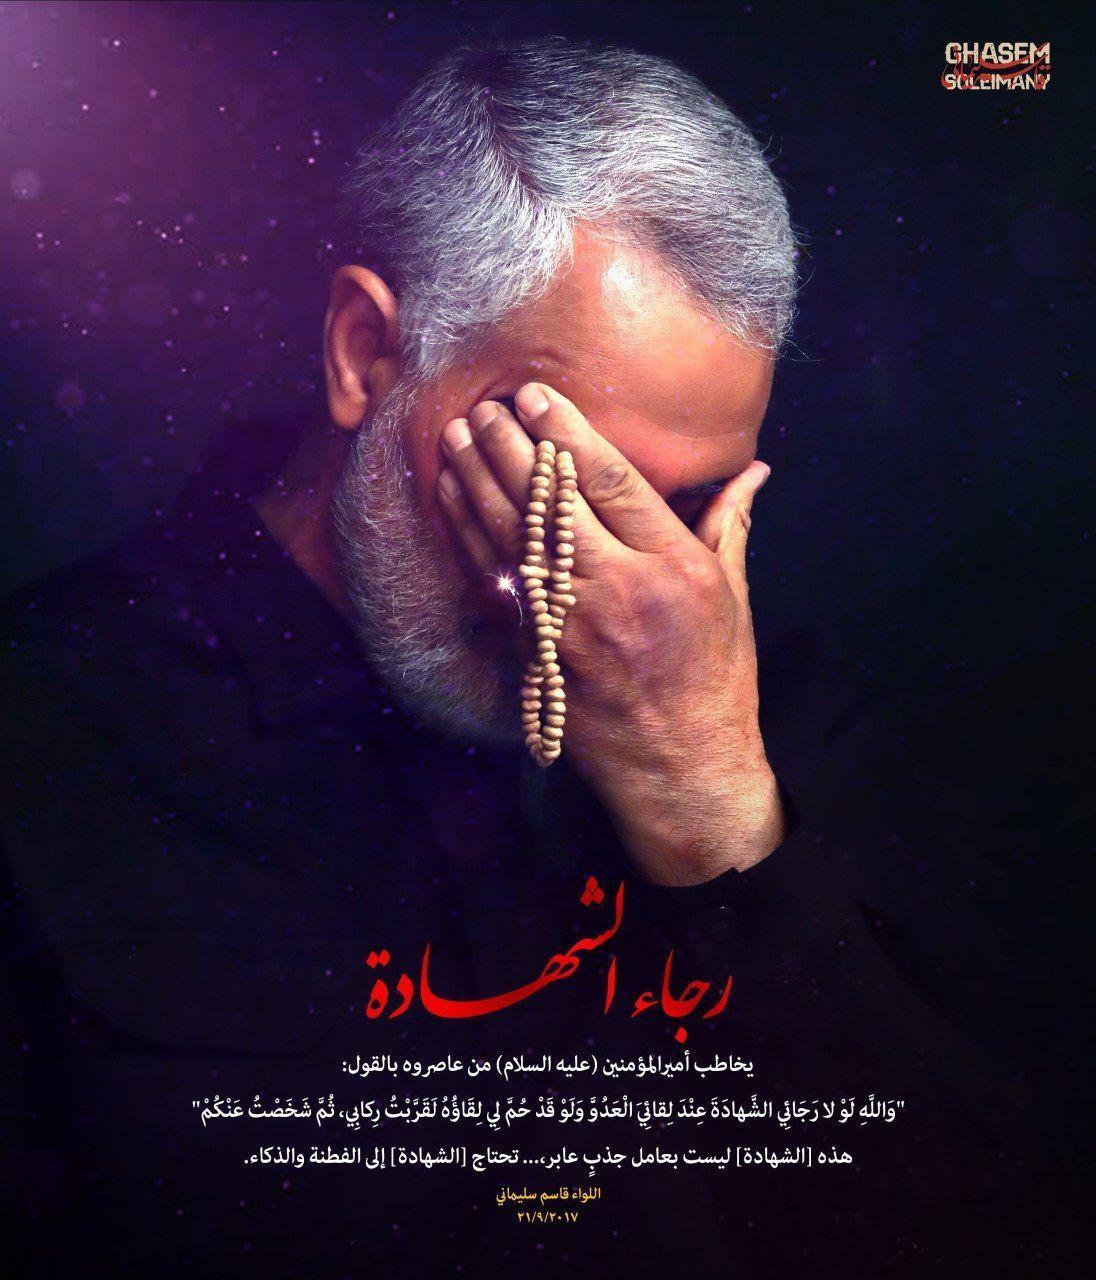 GHASEM
SOLEIMANY
رجاء الشهادة
يخاطب أميرالمؤمنين (عليه السلام) من عاصروه بالقول:
"وَاللَّهِ لَوْ لا رَجَائِي الشَّهادَةَ عِنْدَ لِقائِيَ الْعَدُوَّ وَلَوْ قَدْ حُمَّ لِي لِقَاؤُهُ لَقَرَّبْتُ رِكابِي، ثُمَّ شَخَصْتُ عَنْكُمْ"
هذه [الشهادة] ليست بعامل جذبٍ عابر،... تحتاج [الشهادة] إلى الفطنة والذكاء.
اللواء قاسم سليماني
٢١/٩/٢٠١٧